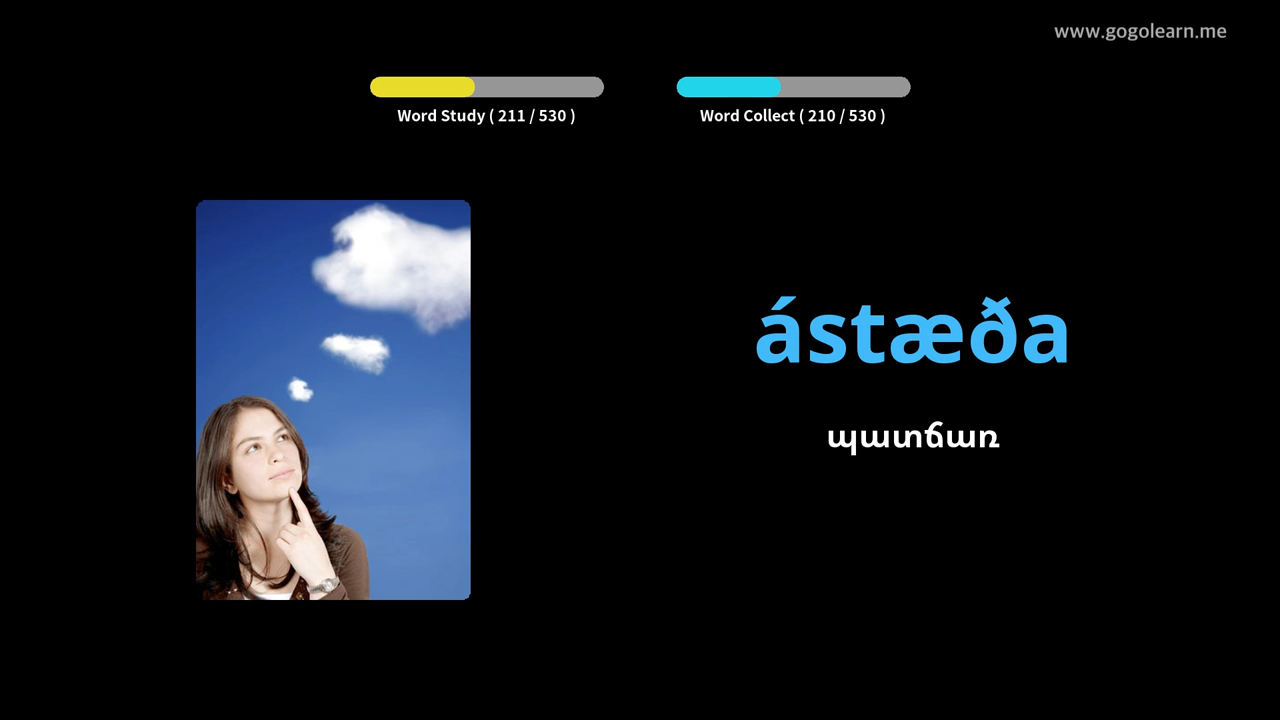 www.gogolearn.me
Word Study ( 211 / 530 )
Word Collect ( 210 / 530 )
ástæða
պատճառ